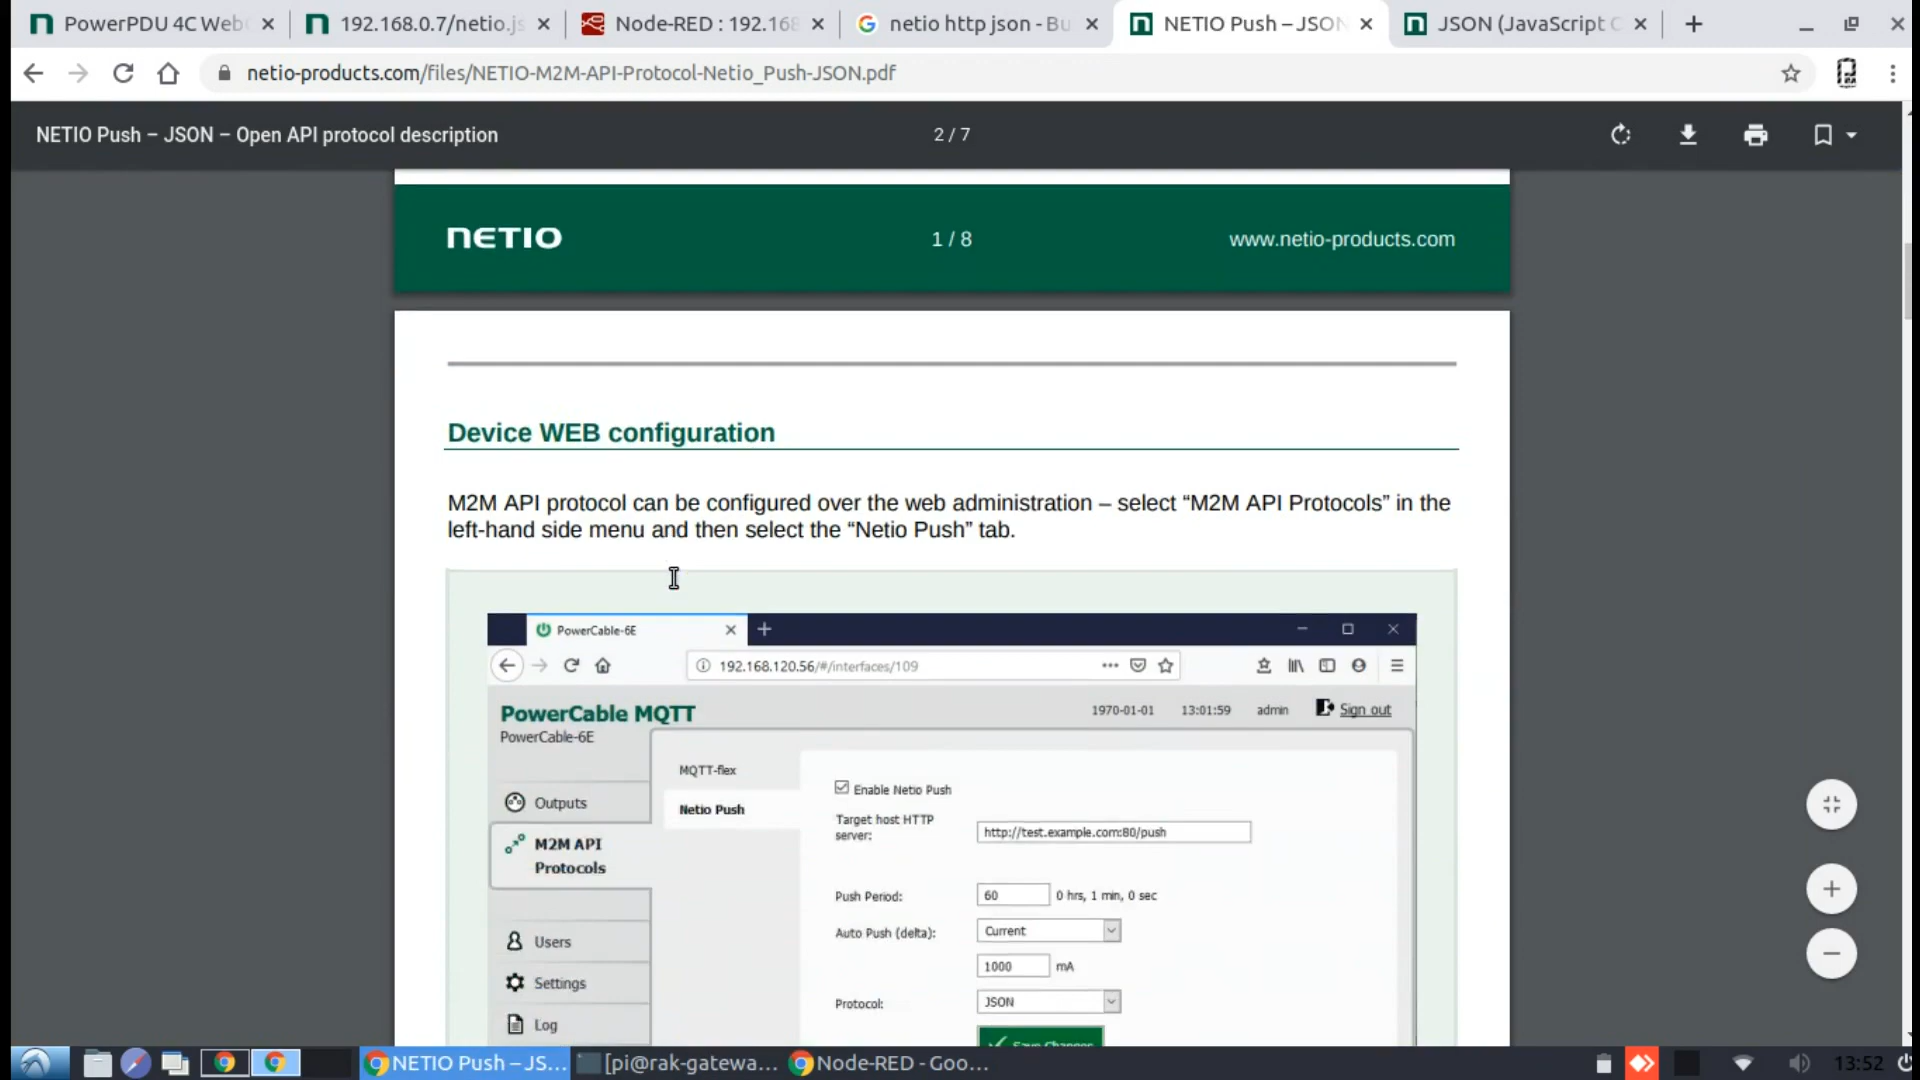 PowerPDU 4C Web
192.168.0.7/netio.js
Node-RED : 192.168
netio http json - Bu
NETIO Push – JSON
JSON (JavaScript O
netio-products.com/files/NETIO-M2M-API-Protocol-Netio_Push-JSON.pdf
NETIO Push – JSON – Open API protocol description
2 / 7
NETIO
1 / 8
www.netio-products.com
Device WEB configuration
M2M API protocol can be configured over the web administration – select “M2M API Protocols” in the
left-hand side menu and then select the “Netio Push” tab.
PowerCable-6E
192.168.120.56/#/interfaces/109
PowerCable MQTT
1970-01-01 13:01:59 admin Sign out
PowerCable-6E
MQTT-flex
Netio Push
Outputs
M2M API
Protocols
Users
Settings
Log
Enable Netio Push
Target host HTTP
server:
http://test.example.com:80/push
Push Period:
60
0 hrs, 1 min, 0 sec
Auto Push (delta):
Current
1000
mA
Protocol:
JSON
Save Changes
NETIO Push – JS...
[pi@rak-gatewa...
Node-RED - Goo...
13:52